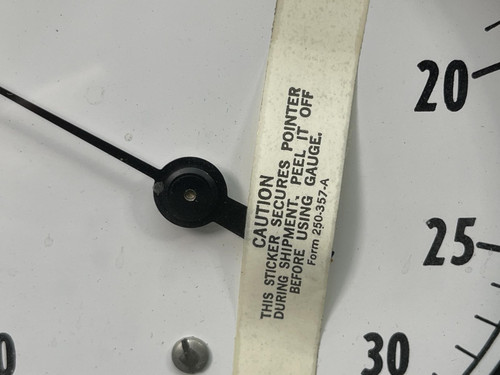 CAUTION
THIS STICKER SECURES POINTER
DURING SHIPMENT. PEEL IT OFF
BEFORE USING GAUGE.
Form 250-357-A
20
25
30
0